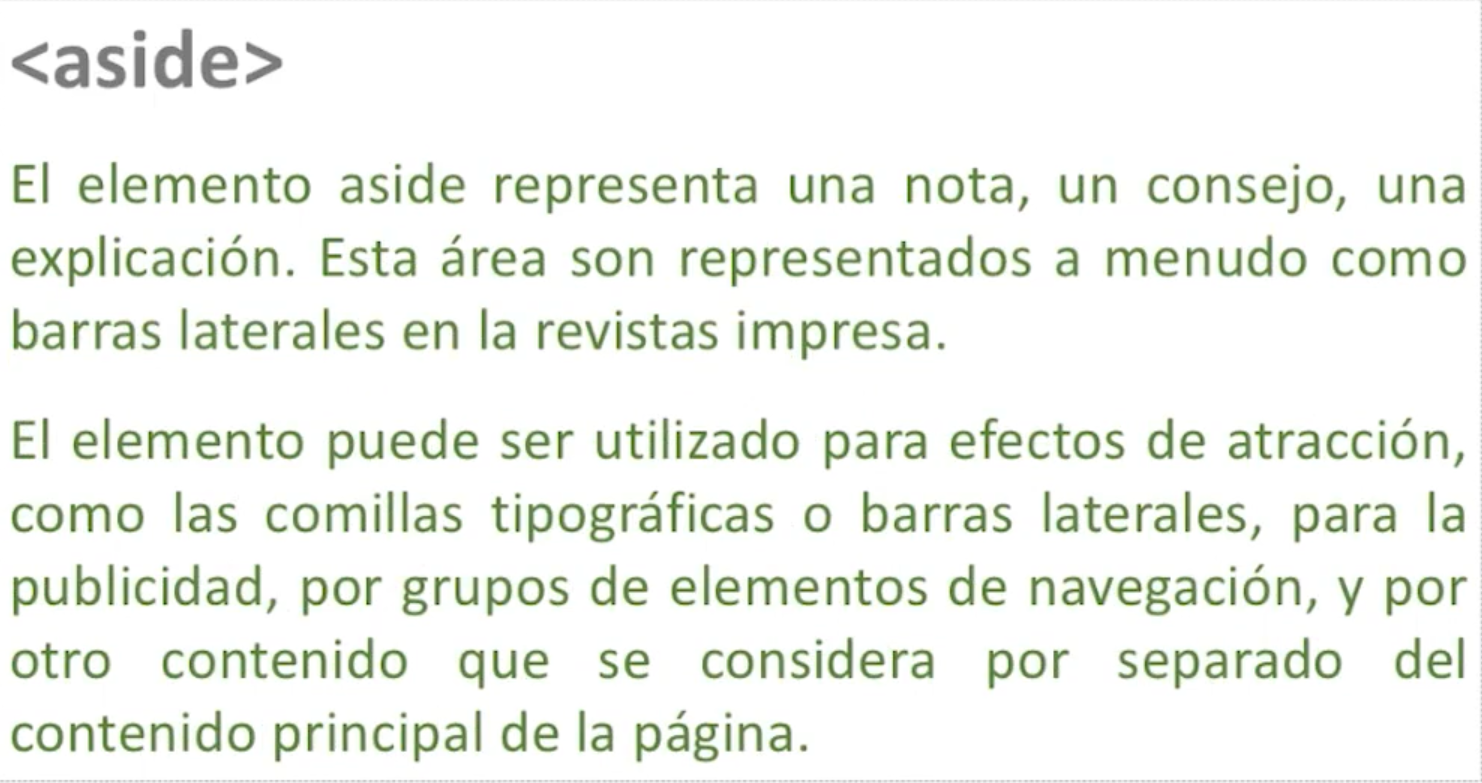 <aside>
El elemento aside representa una nota, un consejo, una
explicación. Esta área son representados a menudo como
barras laterales en la revistas impresa.
El elemento puede ser utilizado para efectos de atracción,
como las comillas tipográficas o barras laterales, para la
publicidad, por grupos de elementos de navegación, y por
otro contenido que se considera por separado del
contenido principal de la página.